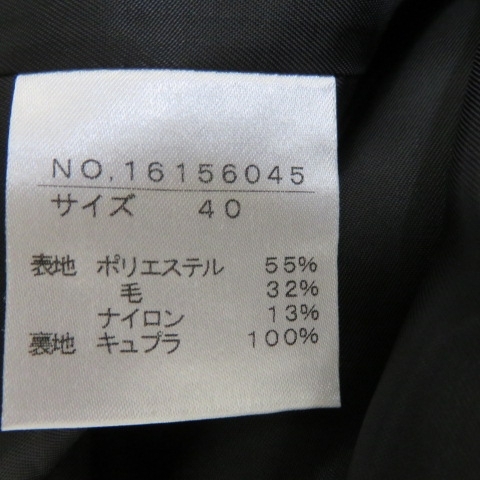 NO,16156045
サイズ 40
表地 ポリエステル 55%
毛 32%
ナイロン 13%
裏地 キュプラ 100%